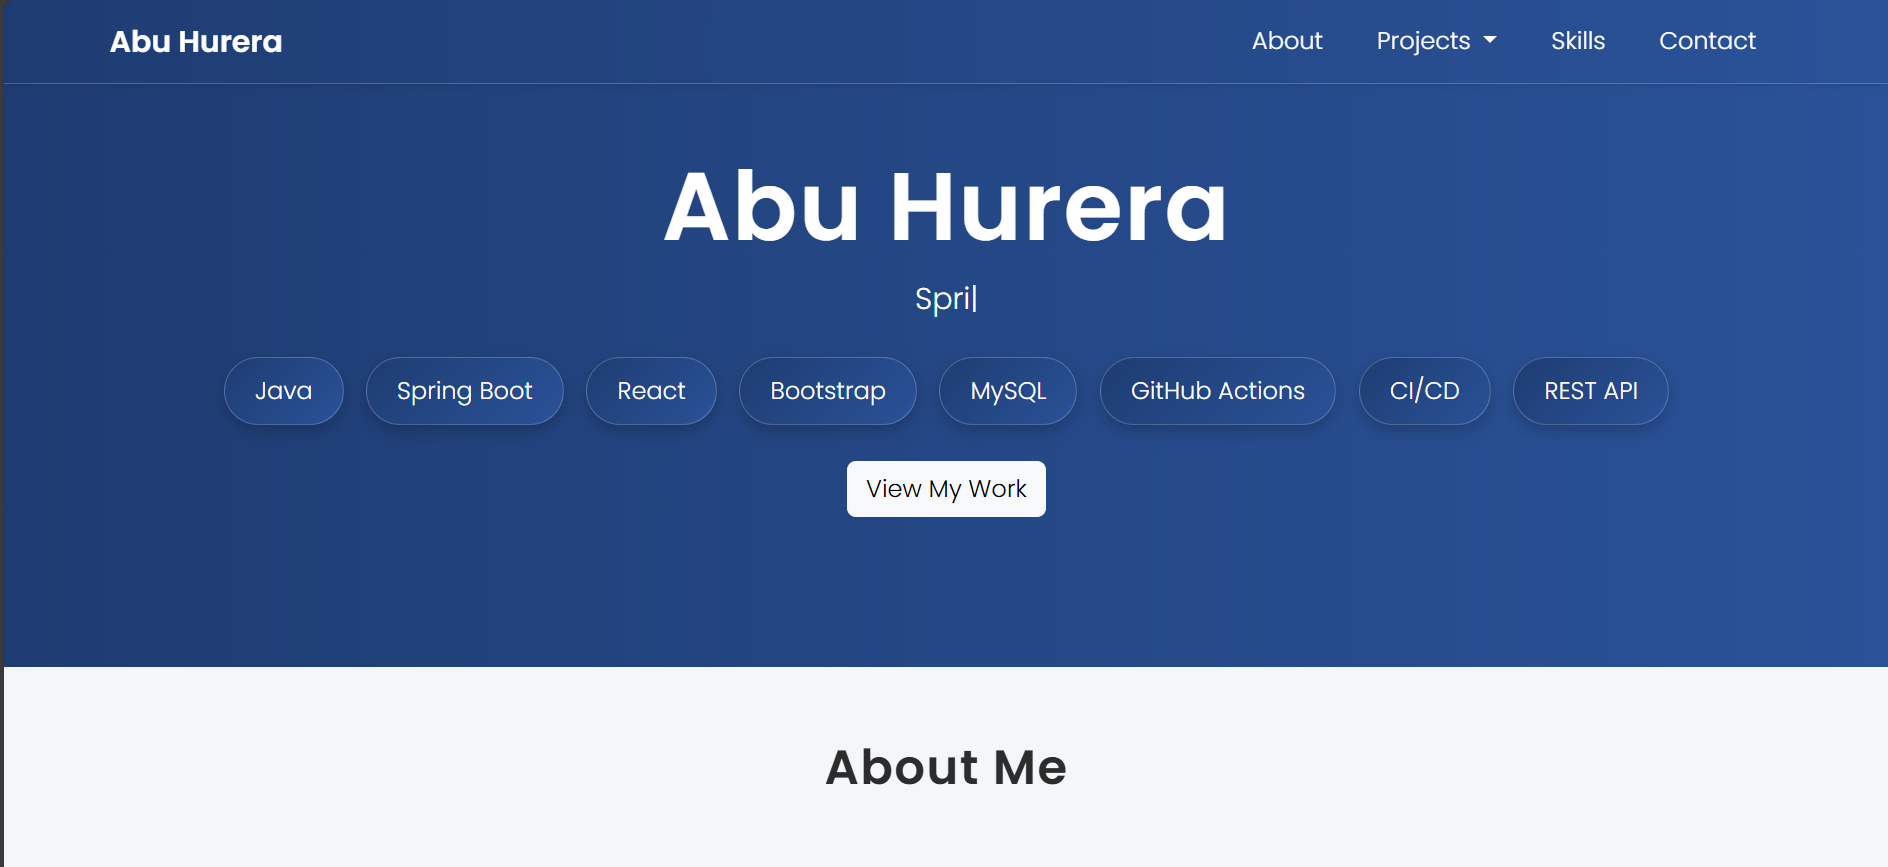 Abu Hurera About Projects Skills Contact
Abu Hurera
Spri|
Java Spring Boot React Bootstrap MySQL GitHub Actions CI/CD REST API
View My Work
About Me